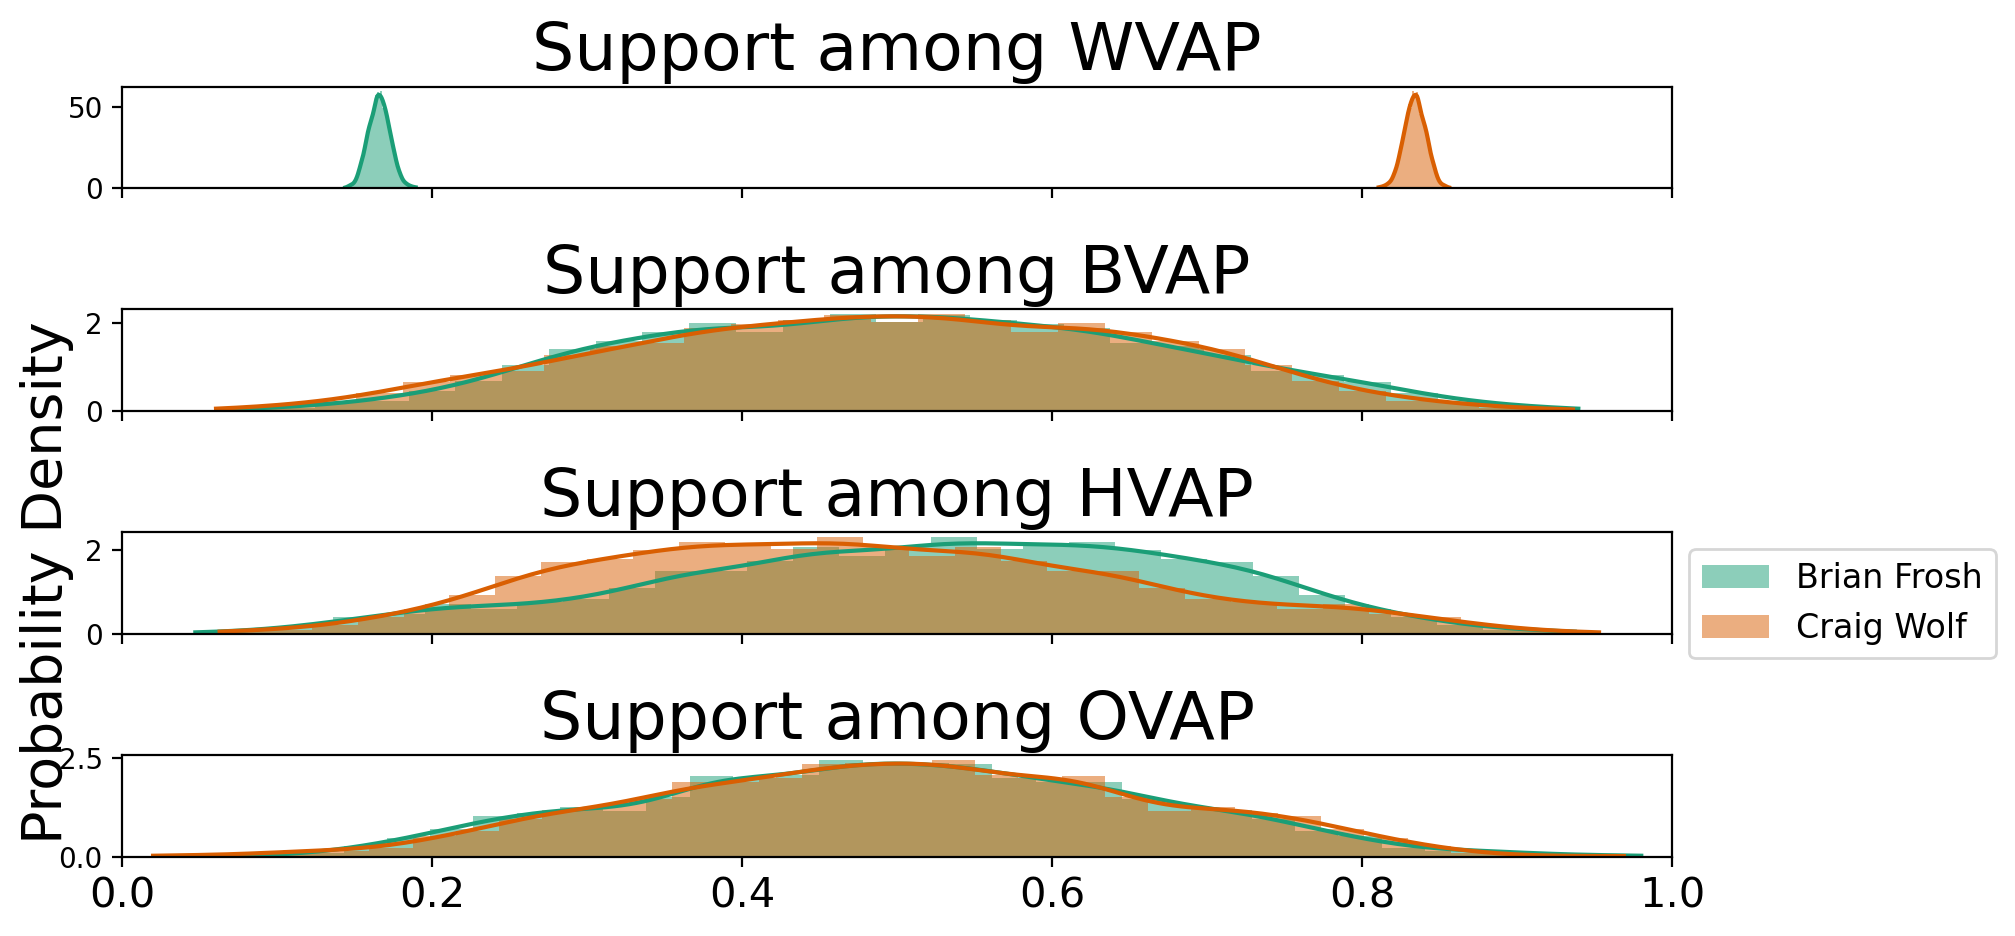 Support among WVAP
50
0
Support among BVAP
2
0
Support among HVAP
2
0
Support among OVAP
2.5
0.0
0.0 0.2 0.4 0.6 0.8 1.0
Probability Density
Brian Frosh
Craig Wolf